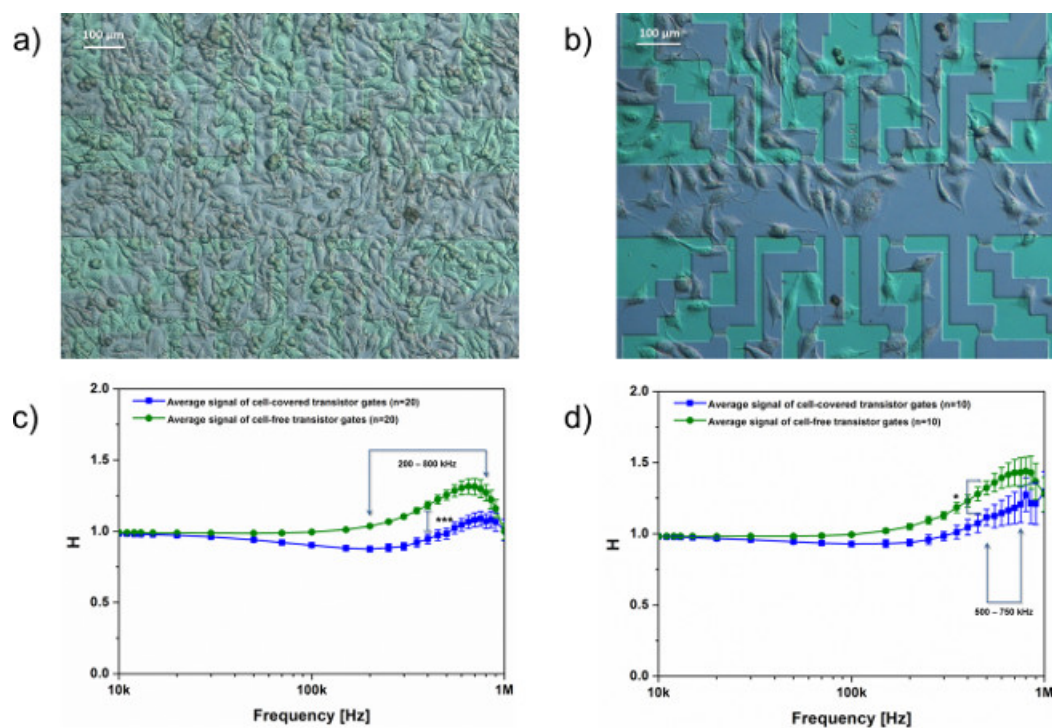 a)
100 µm
b)
100 µm
c)
2.0
1.5
1.0
0.5
0.0
H
Average signal of cell-covered transistor gates (n=20)
Average signal of cell-free transistor gates (n=20)
200 – 800 kHz
***
10k
100k
1M
Frequency [Hz]
d)
2.0
1.5
1.0
0.5
0.0
H
Average signal of cell-covered transistor gates (n=10)
Average signal of cell-free transistor gates (n=10)
*
500 – 750 kHz
10k
100k
1M
Frequency [Hz]